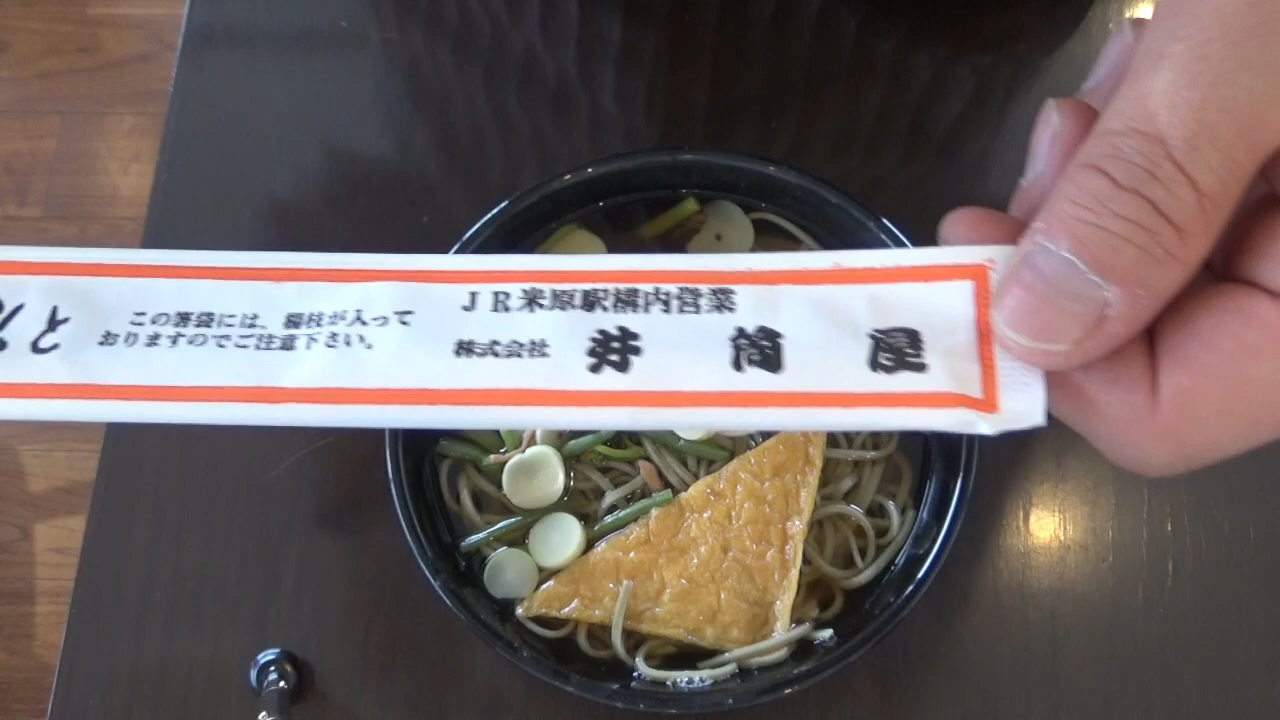 と
この箸袋には、楊枝が入って
おりますのでご注意下さい。
JR米原駅構内営業
株式会社 井筒屋